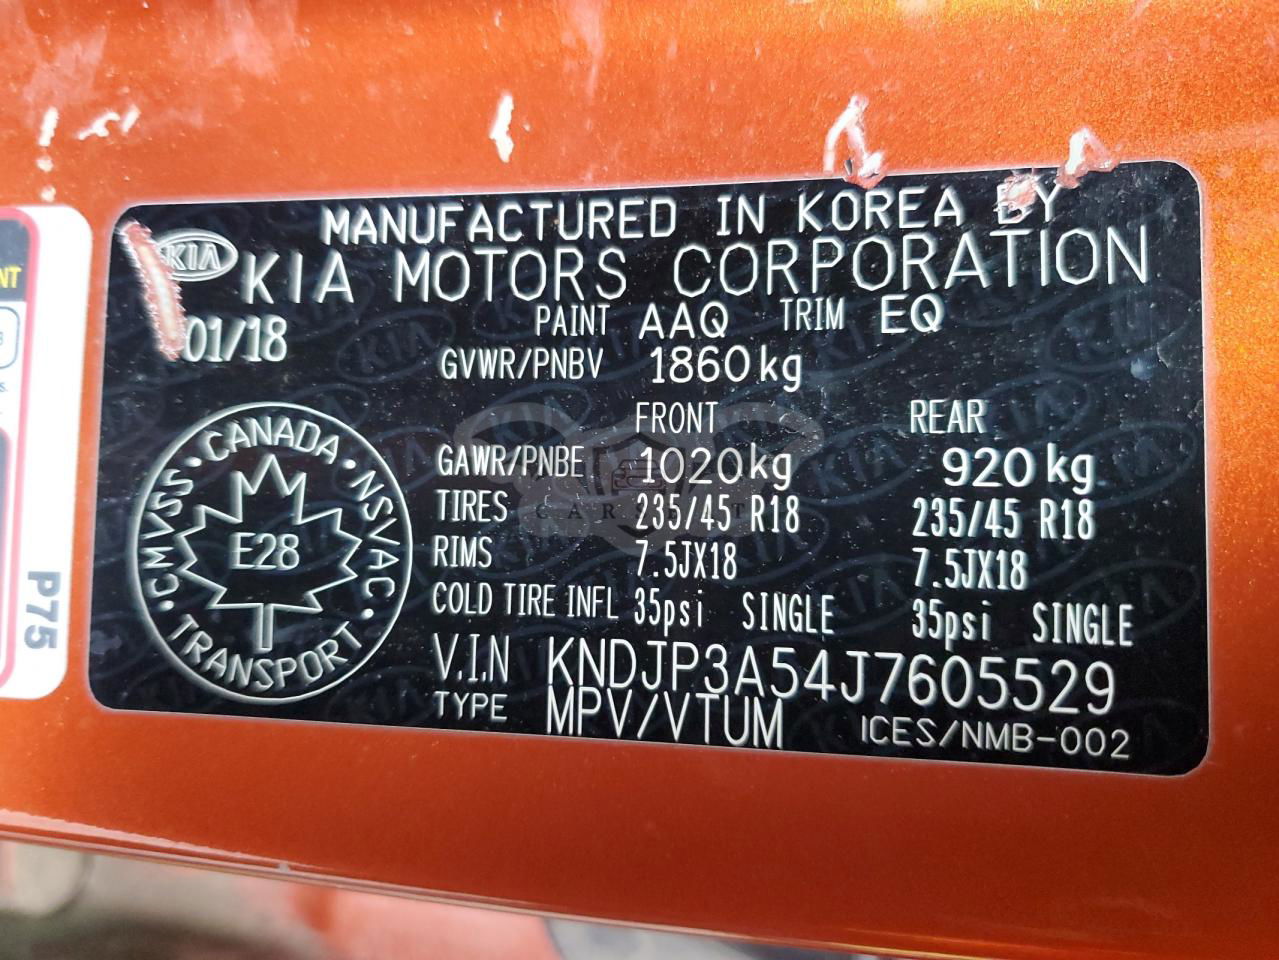 MANUFACTURED IN KOREA BY
KIA KIA MOTORS CORPORATION
01/18 PAINT AAQ TRIM EQ
GVWR/PNBV 1860kg
FRONT REAR
GAWR/PNBE 1020kg 920kg
TIRES 235/45 R18 235/45 R18
RIMS 7.5JX18 7.5JX18
COLD TIRE INFL 35psi SINGLE 35psi SINGLE
V.I.N KNDJP3A54J7605529
TYPE MPV/VTUM ICES/NMB-002
CANADA · NSVAC · TRANSPORT · CMVSS ·
E28
NT
P75